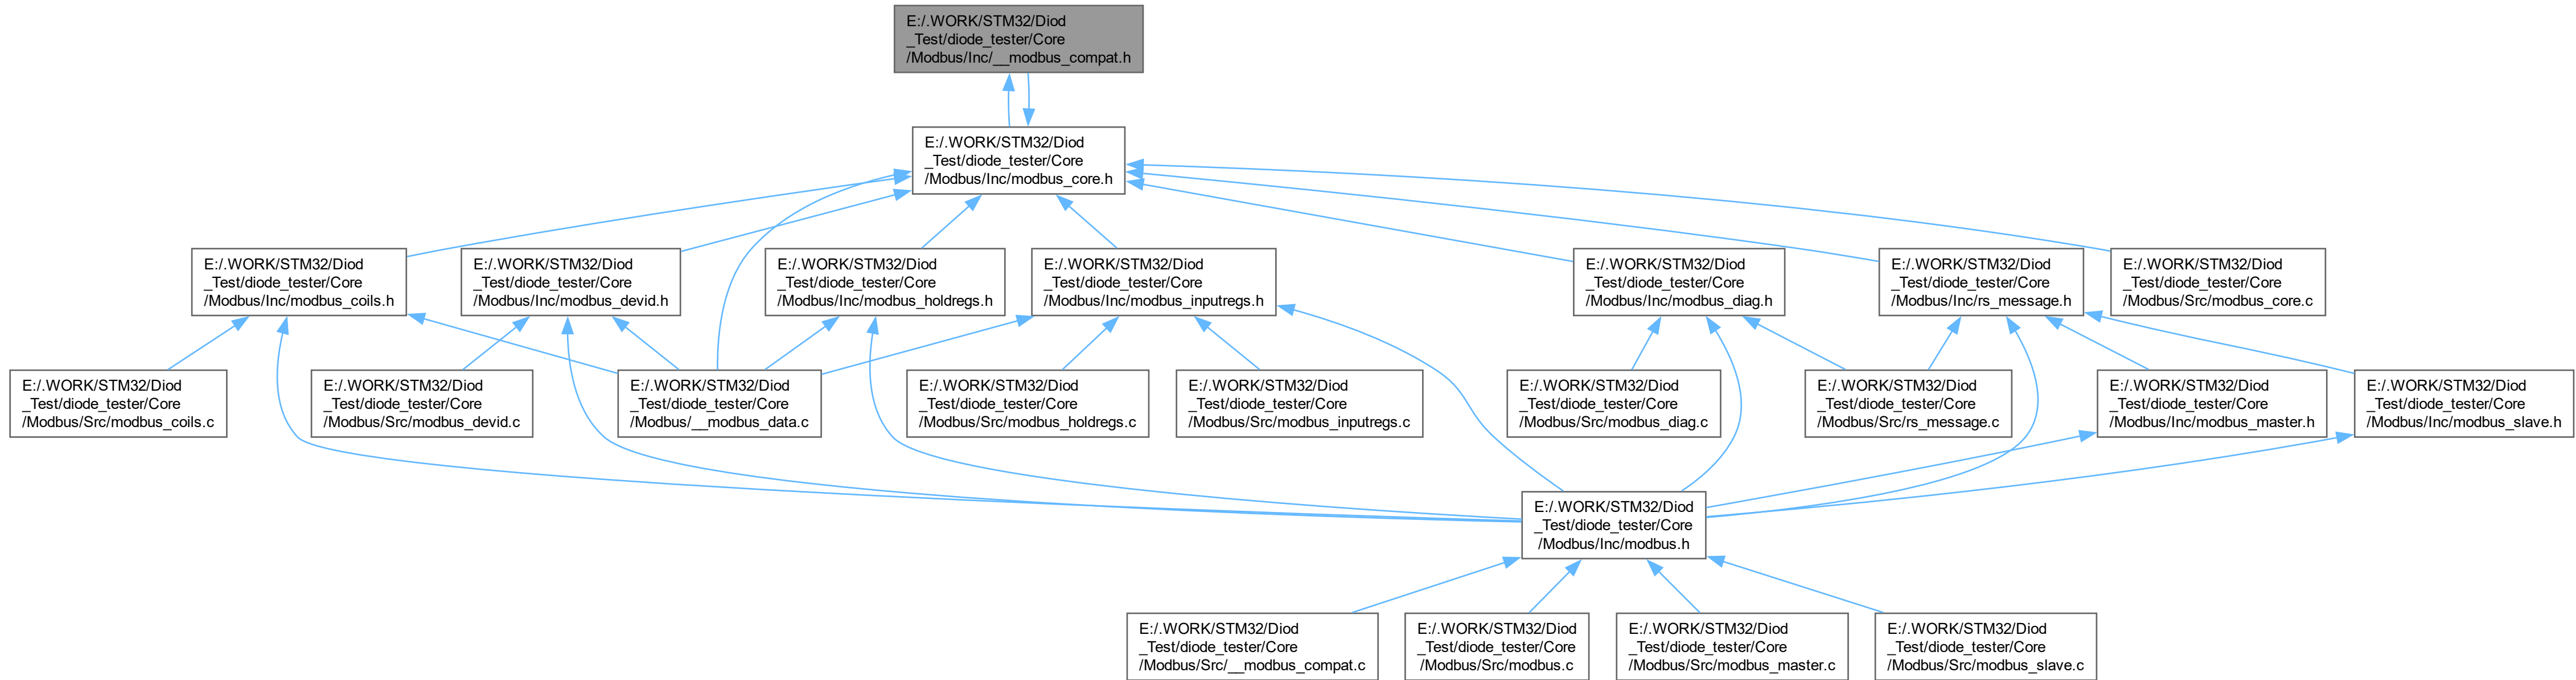 E:/.WORK/STM32/Diod
_Test/diode_tester/Core
/Modbus/Inc/__modbus_compat.h
E:/.WORK/STM32/Diod
_Test/diode_tester/Core
/Modbus/Inc/modbus_core.h
E:/.WORK/STM32/Diod
_Test/diode_tester/Core
/Modbus/Inc/modbus_coils.h
E:/.WORK/STM32/Diod
_Test/diode_tester/Core
/Modbus/Inc/modbus_devid.h
E:/.WORK/STM32/Diod
_Test/diode_tester/Core
/Modbus/Inc/modbus_holdregs.h
E:/.WORK/STM32/Diod
_Test/diode_tester/Core
/Modbus/Inc/modbus_inputregs.h
E:/.WORK/STM32/Diod
_Test/diode_tester/Core
/Modbus/Inc/modbus_diag.h
E:/.WORK/STM32/Diod
_Test/diode_tester/Core
/Modbus/Inc/rs_message.h
E:/.WORK/STM32/Diod
_Test/diode_tester/Core
/Modbus/Src/modbus_core.c
E:/.WORK/STM32/Diod
_Test/diode_tester/Core
/Modbus/Src/modbus_coils.c
E:/.WORK/STM32/Diod
_Test/diode_tester/Core
/Modbus/Src/modbus_devid.c
E:/.WORK/STM32/Diod
_Test/diode_tester/Core
/Modbus/__modbus_data.c
E:/.WORK/STM32/Diod
_Test/diode_tester/Core
/Modbus/Src/modbus_holdregs.c
E:/.WORK/STM32/Diod
_Test/diode_tester/Core
/Modbus/Src/modbus_inputregs.c
E:/.WORK/STM32/Diod
_Test/diode_tester/Core
/Modbus/Src/modbus_diag.c
E:/.WORK/STM32/Diod
_Test/diode_tester/Core
/Modbus/Src/rs_message.c
E:/.WORK/STM32/Diod
_Test/diode_tester/Core
/Modbus/Inc/modbus_master.h
E:/.WORK/STM32/Diod
_Test/diode_tester/Core
/Modbus/Inc/modbus_slave.h
E:/.WORK/STM32/Diod
_Test/diode_tester/Core
/Modbus/Inc/modbus.h
E:/.WORK/STM32/Diod
_Test/diode_tester/Core
/Modbus/Src/__modbus_compat.c
E:/.WORK/STM32/Diod
_Test/diode_tester/Core
/Modbus/Src/modbus.c
E:/.WORK/STM32/Diod
_Test/diode_tester/Core
/Modbus/Src/modbus_master.c
E:/.WORK/STM32/Diod
_Test/diode_tester/Core
/Modbus/Src/modbus_slave.c